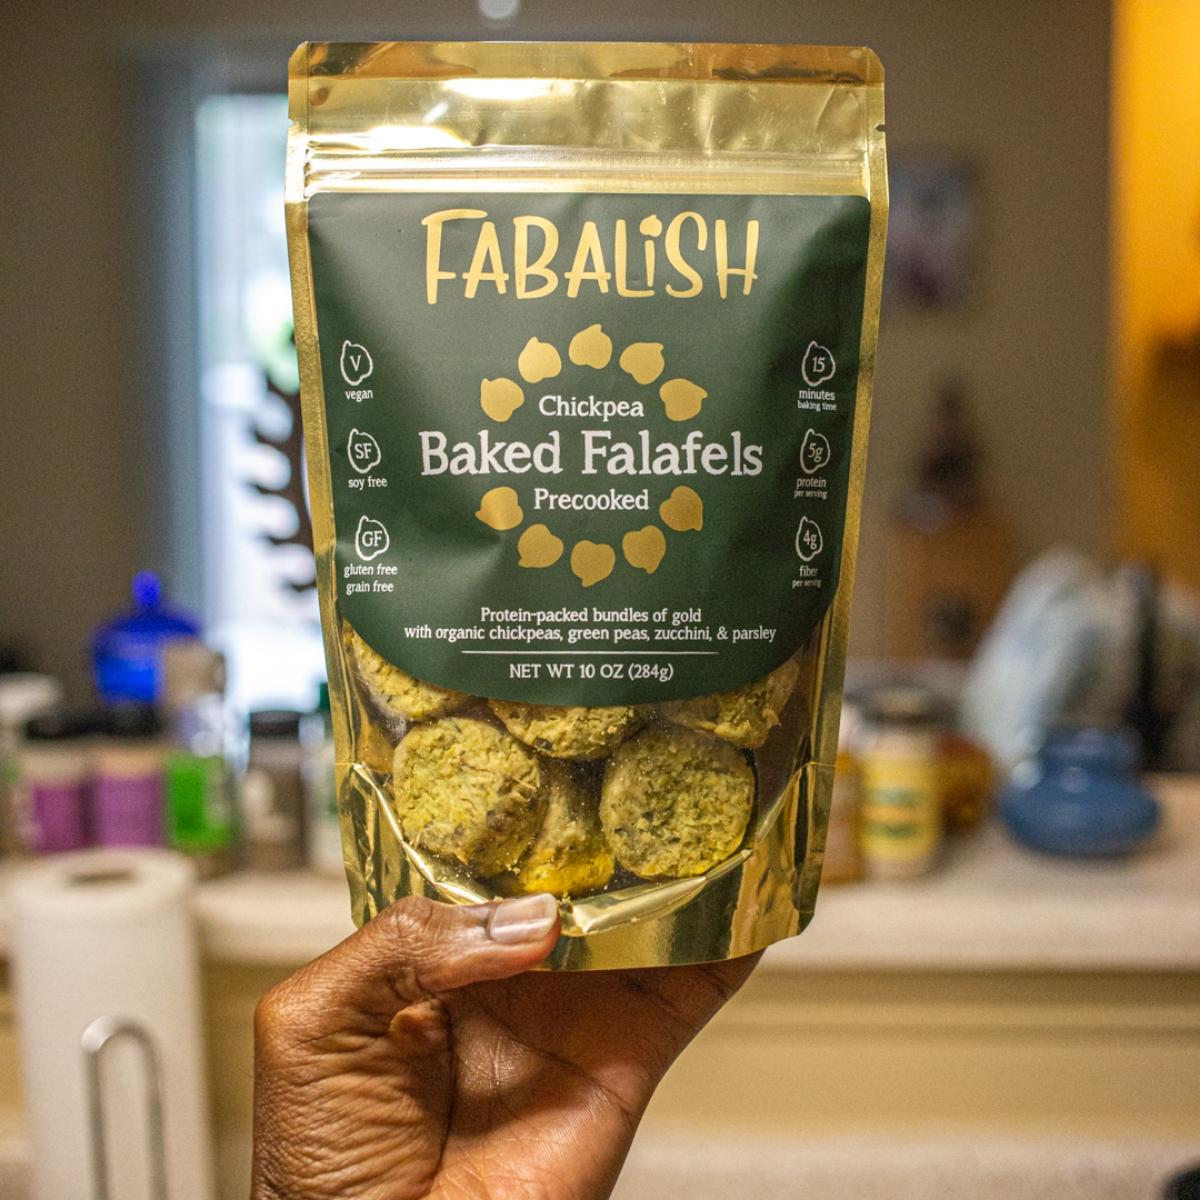 FABALiSH
Chickpea
Baked Falafels
Precooked
V
vegan
SF
soy free
GF
gluten free
grain free
15
minutes
baking time
5g
protein
per serving
4g
fiber
per serving
Protein-packed bundles of gold
with organic chickpeas, green peas, zucchini, & parsley
NET WT 10 OZ (284g)